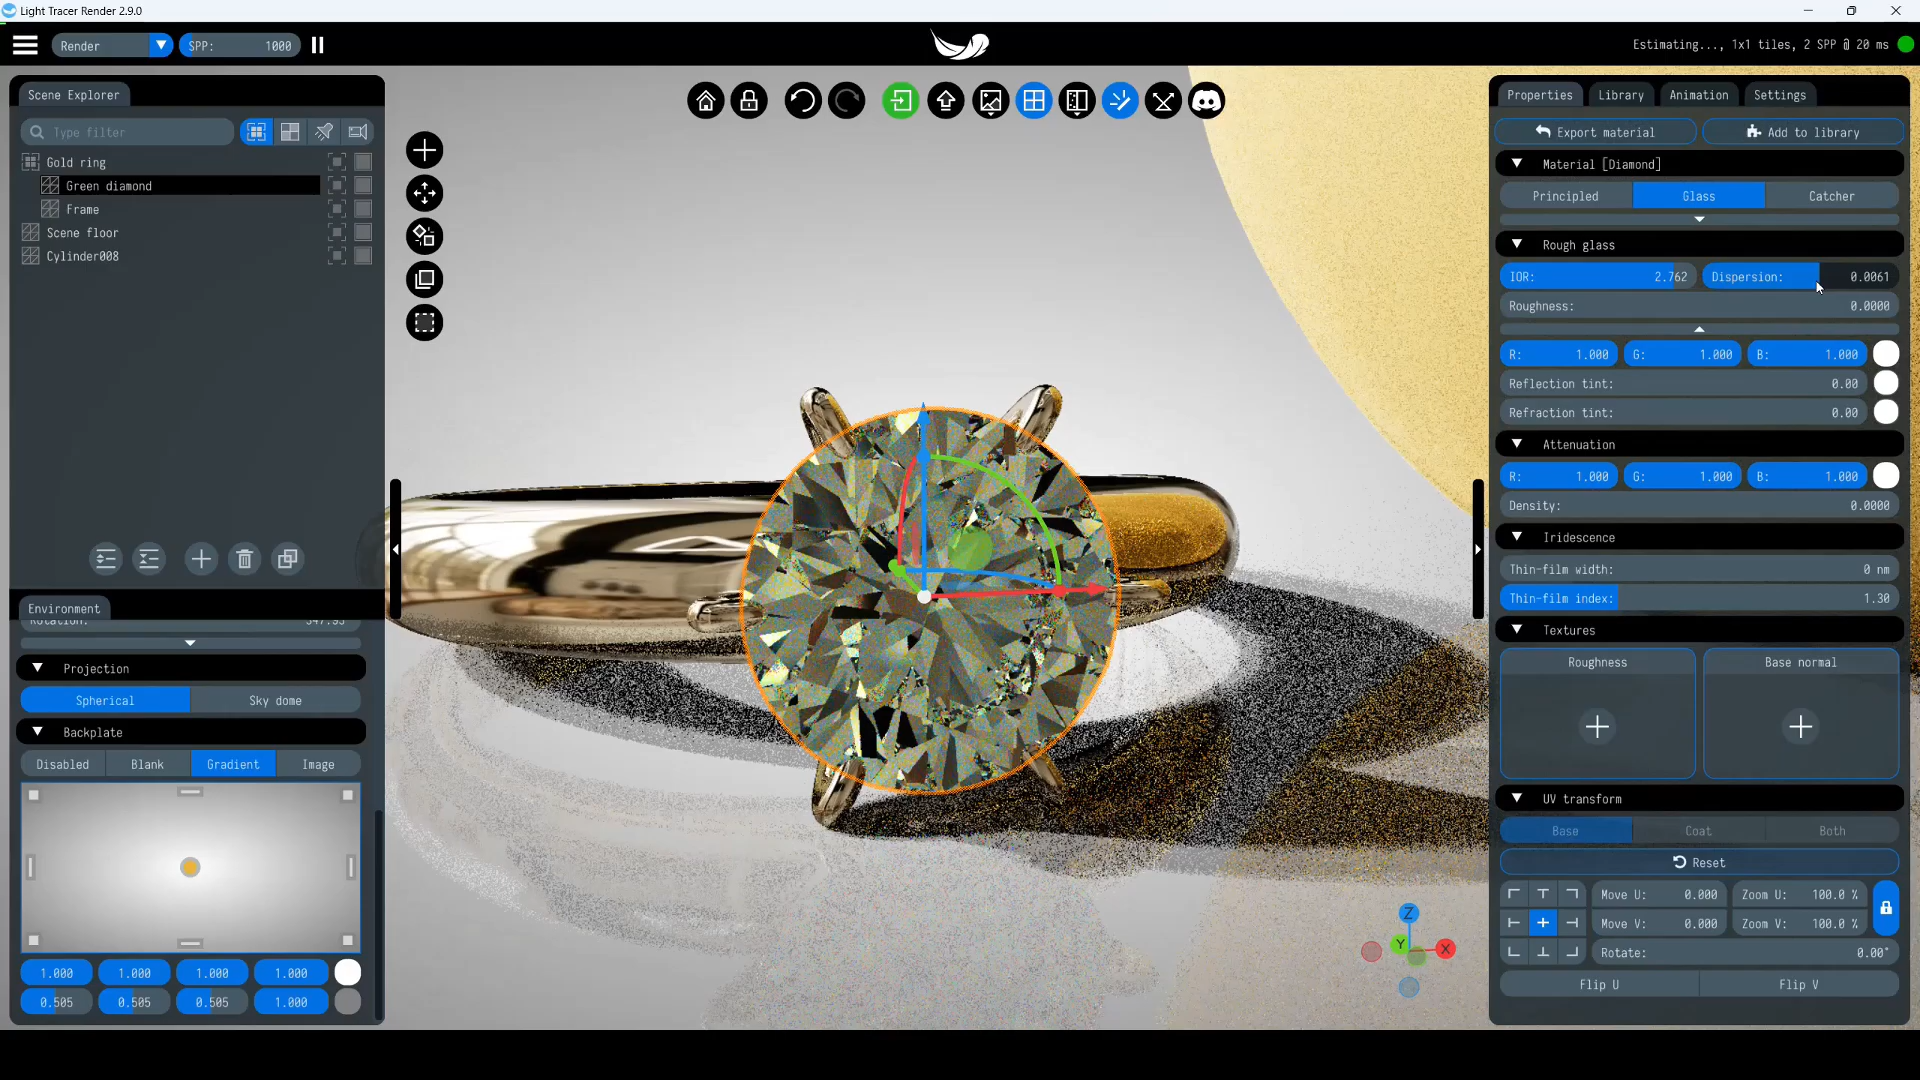 Light Tracer Render 2.9.0
Render
SPP: 1000
Estimating..., 1x1 tiles, 2 SPP @ 20 ms
Scene Explorer
Type filter
Gold ring
Green diamond
Frame
Scene floor
Cylinder008
Environment
Rotation: 347.95
Projection
Spherical Sky dome
Backplate
Disabled Blank Gradient Image
1.000 1.000 1.000 1.000
0.505 0.505 0.505 1.000
Z
Y
X
Properties Library Animation Settings
Export material Add to library
Material [Diamond]
Principled Glass Catcher
Rough glass
IOR: 2.762 Dispersion: 0.0061
Roughness: 0.0000
R: 1.000 G: 1.000 B: 1.000
Reflection tint: 0.00
Refraction tint: 0.00
Attenuation
R: 1.000 G: 1.000 B: 1.000
Density: 0.0000
Iridescence
Thin-film width: 0 nm
Thin-film index: 1.30
Textures
Roughness Base normal
UV transform
Base Coat Both
Reset
Move U: 0.000 Zoom U: 100.0 %
Move V: 0.000 Zoom V: 100.0 %
Rotate: 0.00°
Flip U Flip V